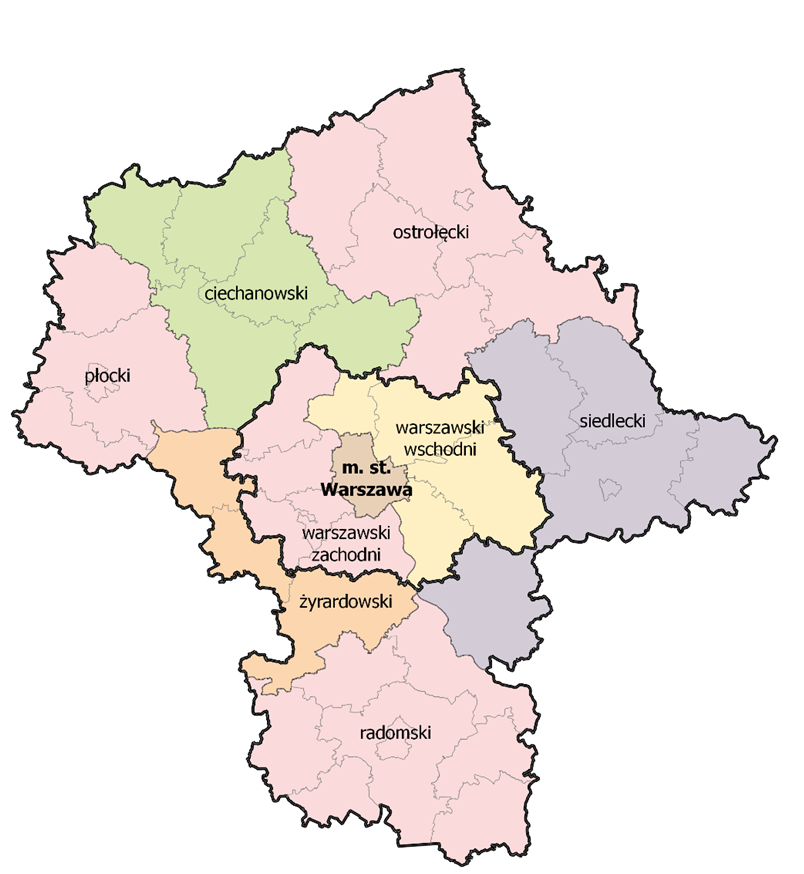 ostrołęcki
ciechanowski
płocki
siedlecki
warszawski
wschodni
m. st.
Warszawa
warszawski
zachodni
żyrardowski
radomski